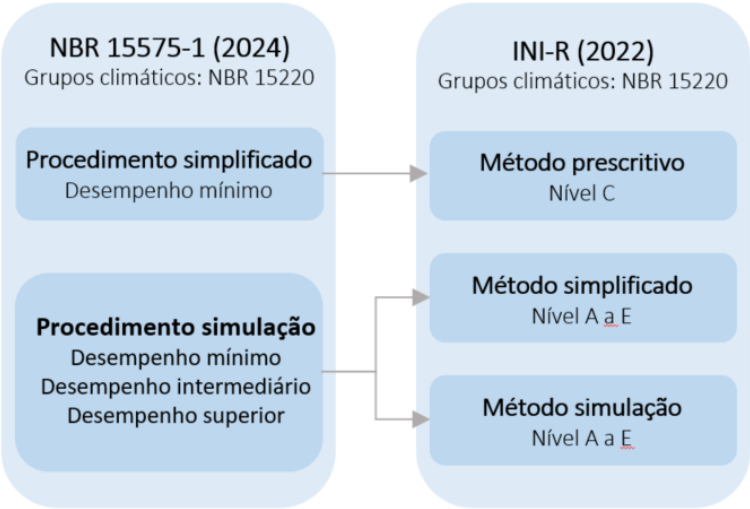 NBR 15575-1 (2024)
Grupos climáticos: NBR 15220
Procedimento simplificado
Desempenho mínimo
Procedimento simulação
Desempenho mínimo
Desempenho intermediário
Desempenho superior
INI-R (2022)
Grupos climáticos: NBR 15220
Método prescritivo
Nível C
Método simplificado
Nível A a E
Método simulação
Nível A a E